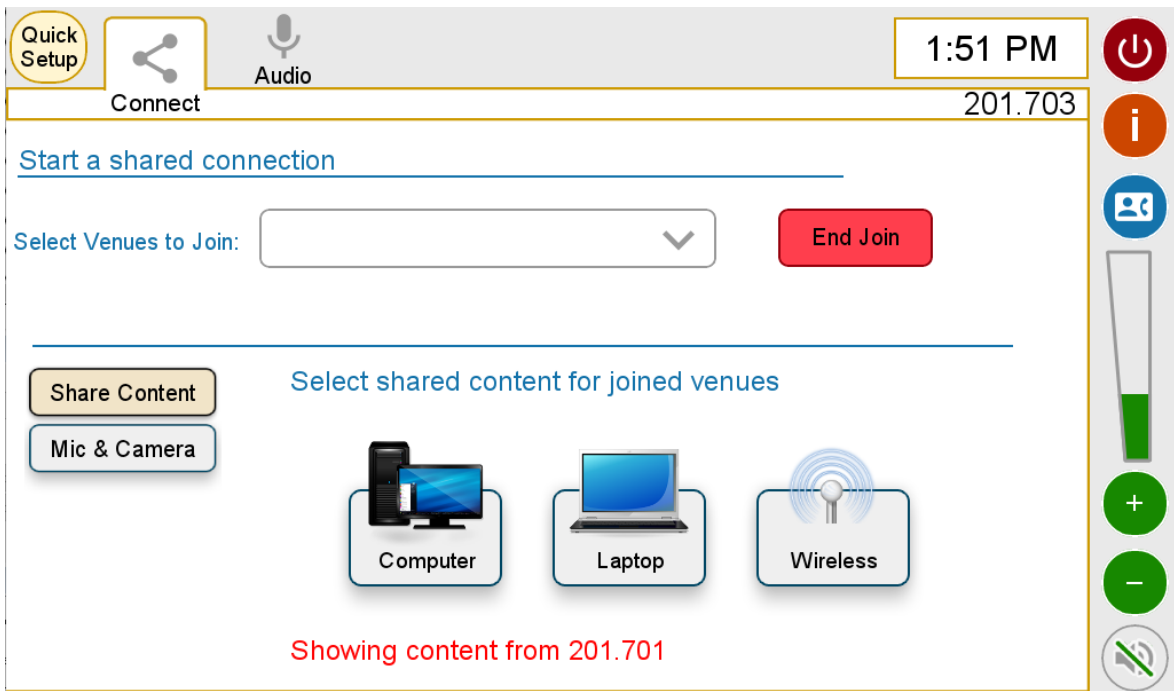 Quick
Setup
Audio
1:51 PM
Connect
201.703
i
Start a shared connection
Select Venues to Join:
End Join
Share Content
Select shared content for joined venues
Mic & Camera
Computer
Laptop
Wireless
+
−
Showing content from 201.701